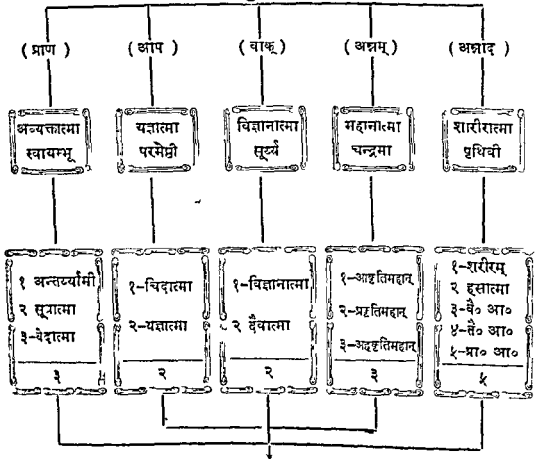 ( प्राण ) ( आप ) ( वाक् ) ( अन्नम् ) ( अन्नाद )
अव्यक्तात्मा
स्वायम्भू
यज्ञात्मा
परमेष्ठी
विज्ञानात्मा
सूर्य्य
महानात्मा
चन्द्रमा
शारीरात्मा
पृथिवी
१ अन्तर्य्यामी
२ सूत्रात्मा
३-वेदात्मा
३
१-चिदात्मा
२-यज्ञात्मा
२
१-विज्ञानात्मा
२ दैवात्मा
२
१-आकृतिमहान्
२-प्रकृतिमहान्
३-अहकृतिमहान्
३
१-शरीरम्
२ हसात्मा
३-वै० आ०
४-तै० आ०
५-प्रा० आ०
५